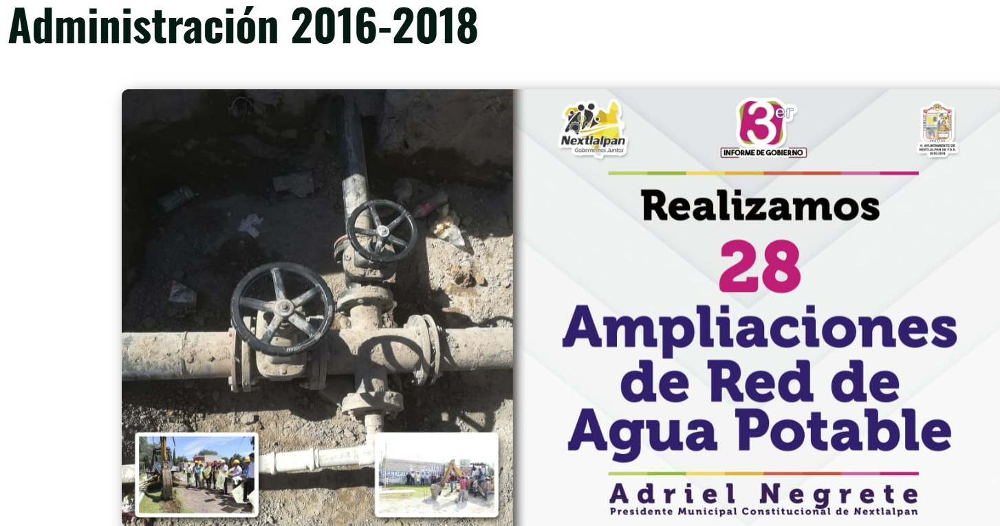 Administración 2016-2018
Nextlalpan
Gobernemos Juntos
3er
INFORME DE GOBIERNO
H. AYUNTAMIENTO DE
NEXTLALPAN DE F.S.S.
2016-2018
Realizamos
28
Ampliaciones
de Red de
Agua Potable
Adriel Negrete
Presidente Municipal Constitucional de Nextlalpan